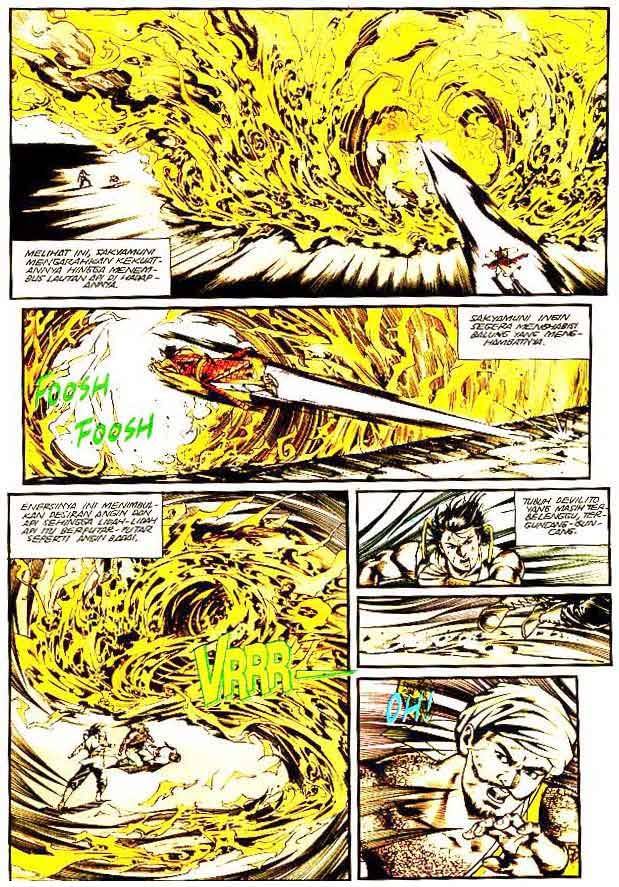 MELIHAT INI, SAKYAMUNI
MENGARAHKAN KEKUAT-
ANNYA HINGGA MENEM-
BUS LAUTAN API DI HADAP-
ANNYA.
SAKYAMUNI INGIN
SEGERA MENGHABISI
BALUNG YANG MENG-
HAMBATNYA.
FOOSH
FOOSH
ENERSINYA INI MENIMBUL-
KAN DESIRAN ANGIN DAN
API SEHINGGA LIDAH-LIDAH
API ITU BERPUTAR-PUTAR
SEPERTI ANGIN BADAI.
TUBUH DEVILITO
YANG MASIH TER-
BELENGGU, TER-
GUNCANG-GUN-
CANG.
VRRR
OH!